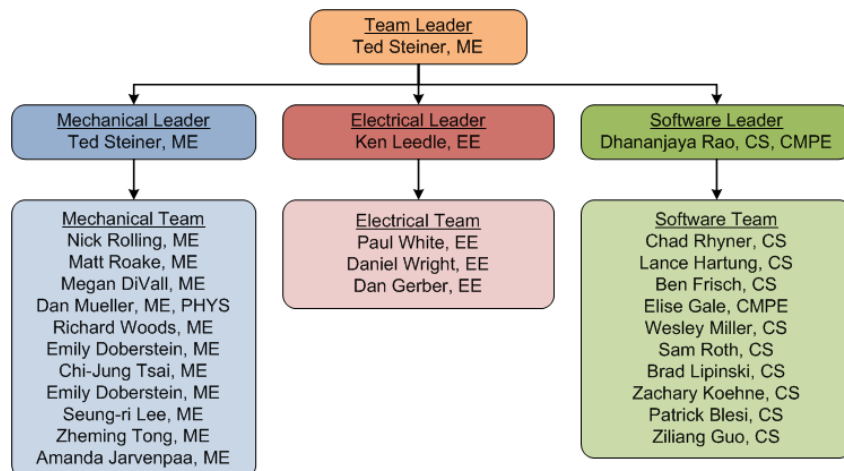 Team Leader
Ted Steiner, ME
Mechanical Leader
Ted Steiner, ME
Electrical Leader
Ken Leedle, EE
Software Leader
Dhananjaya Rao, CS, CMPE
Mechanical Team
Nick Rolling, ME
Matt Roake, ME
Megan DiVall, ME
Dan Mueller, ME, PHYS
Richard Woods, ME
Emily Doberstein, ME
Chi-Jung Tsai, ME
Emily Doberstein, ME
Seung-ri Lee, ME
Zheming Tong, ME
Amanda Jarvenpaa, ME
Electrical Team
Paul White, EE
Daniel Wright, EE
Dan Gerber, EE
Software Team
Chad Rhyner, CS
Lance Hartung, CS
Ben Frisch, CS
Elise Gale, CMPE
Wesley Miller, CS
Sam Roth, CS
Brad Lipinski, CS
Zachary Koehne, CS
Patrick Blesi, CS
Ziliang Guo, CS